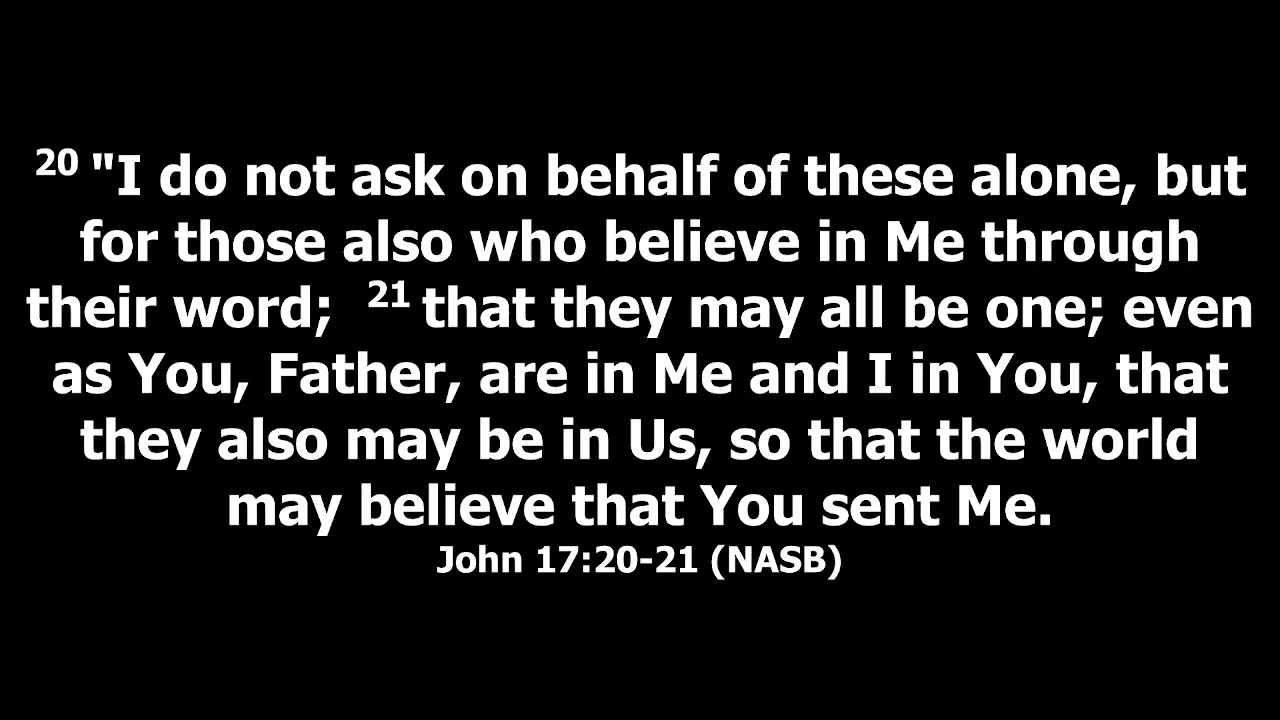 20 "I do not ask on behalf of these alone, but
for those also who believe in Me through
their word; 21 that they may all be one; even
as You, Father, are in Me and I in You, that
they also may be in Us, so that the world
may believe that You sent Me.
John 17:20-21 (NASB)